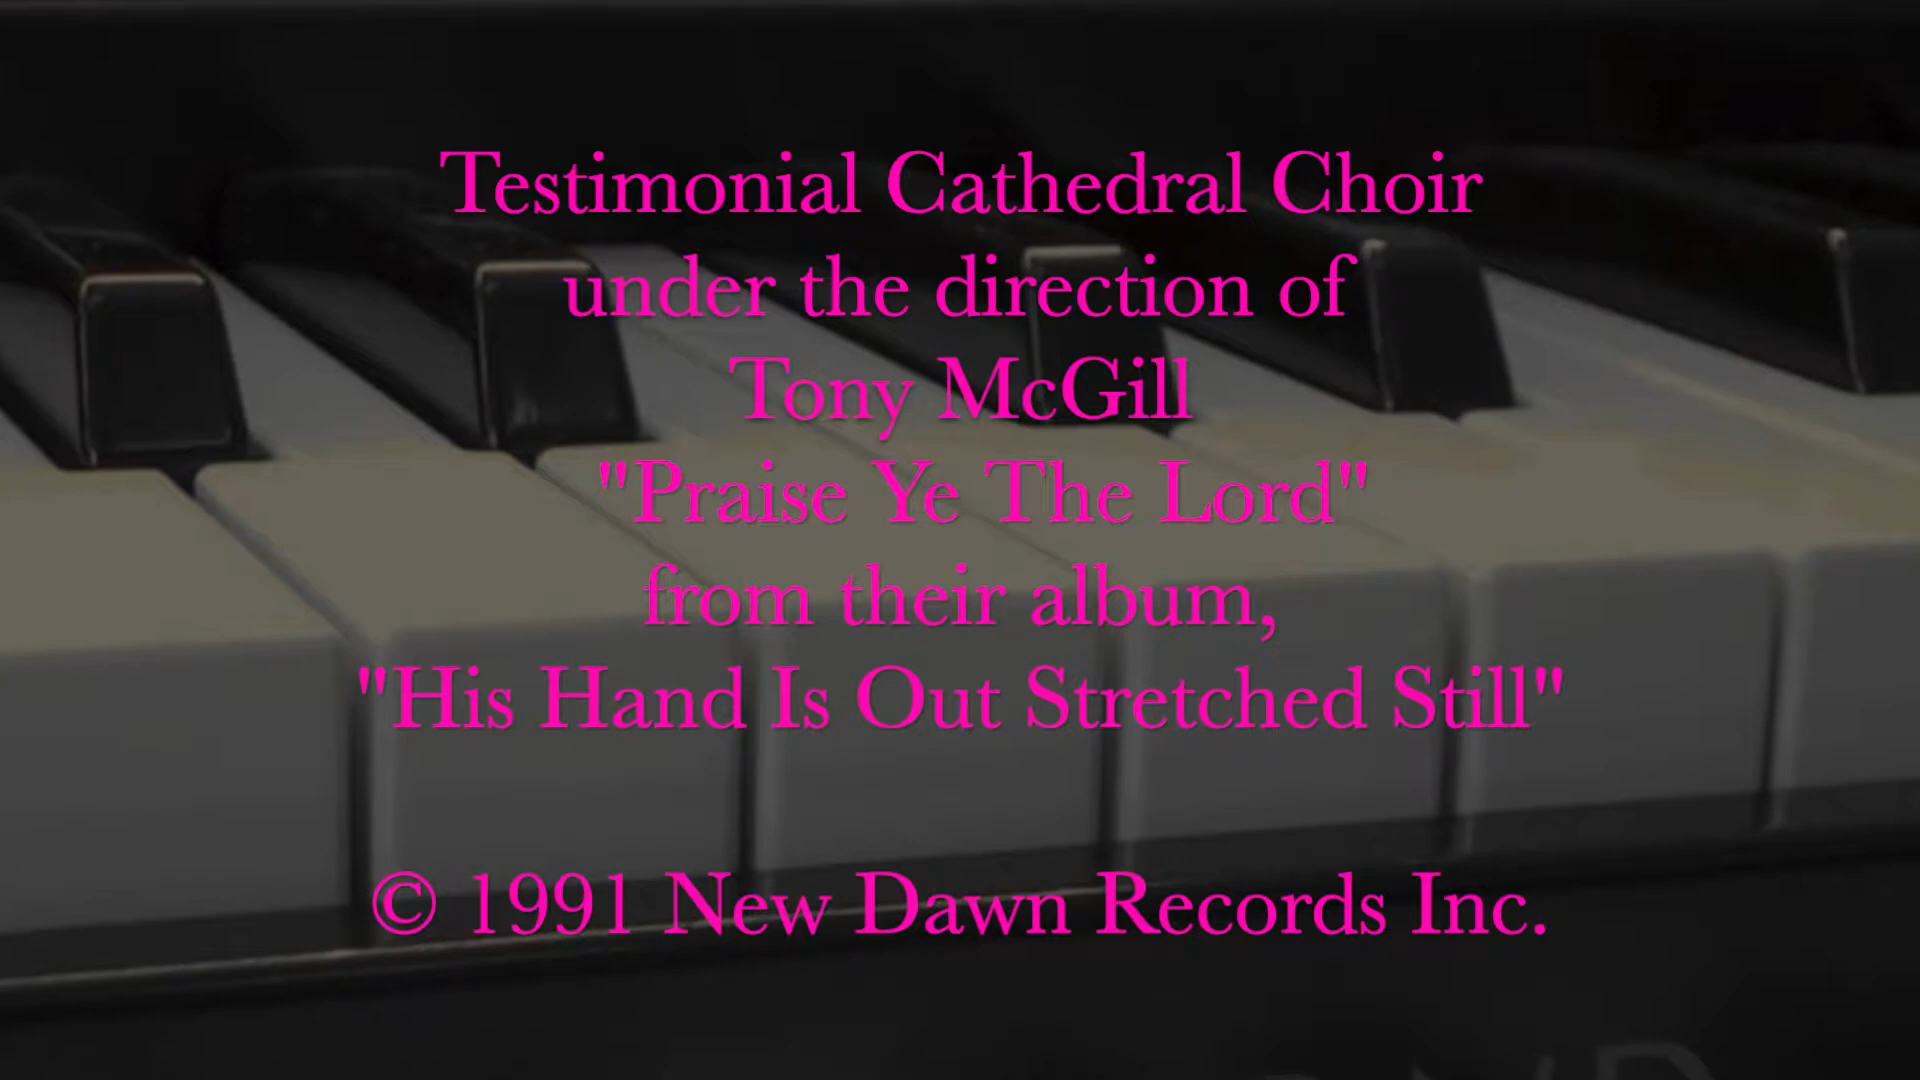 Testimonial Cathedral Choir
under the direction of
Tony McGill
"Praise Ye The Lord"
from their album,
"His Hand Is Out Stretched Still"
© 1991 New Dawn Records Inc.